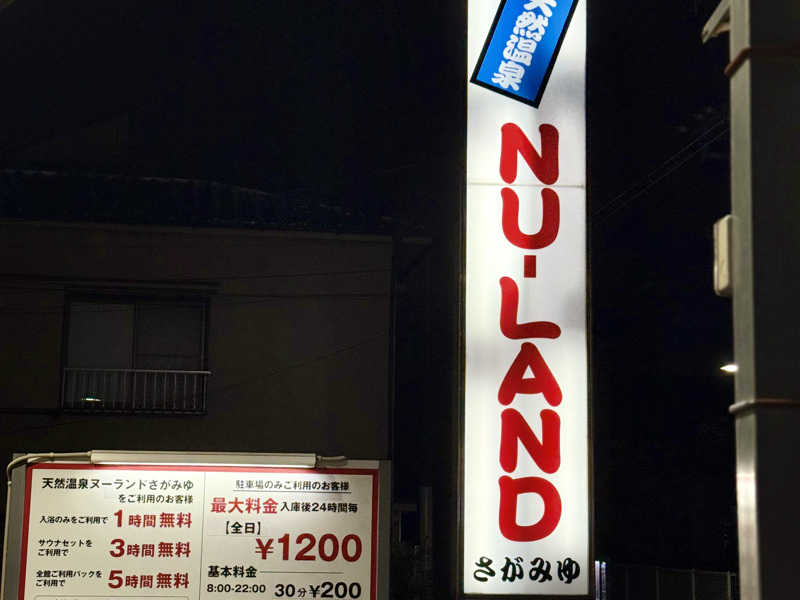 天然温泉
NU-LAND
さがみゆ
天然温泉ヌーランドさがみゆ
をご利用のお客様
入浴のみをご利用で 1時間無料
サウナセットを
ご利用で 3時間無料
全館ご利用パックを
ご利用で 5時間無料
駐車場のみご利用のお客様
最大料金 入庫後24時間毎
【全日】
¥1200
基本料金
8:00-22:00 30分¥200